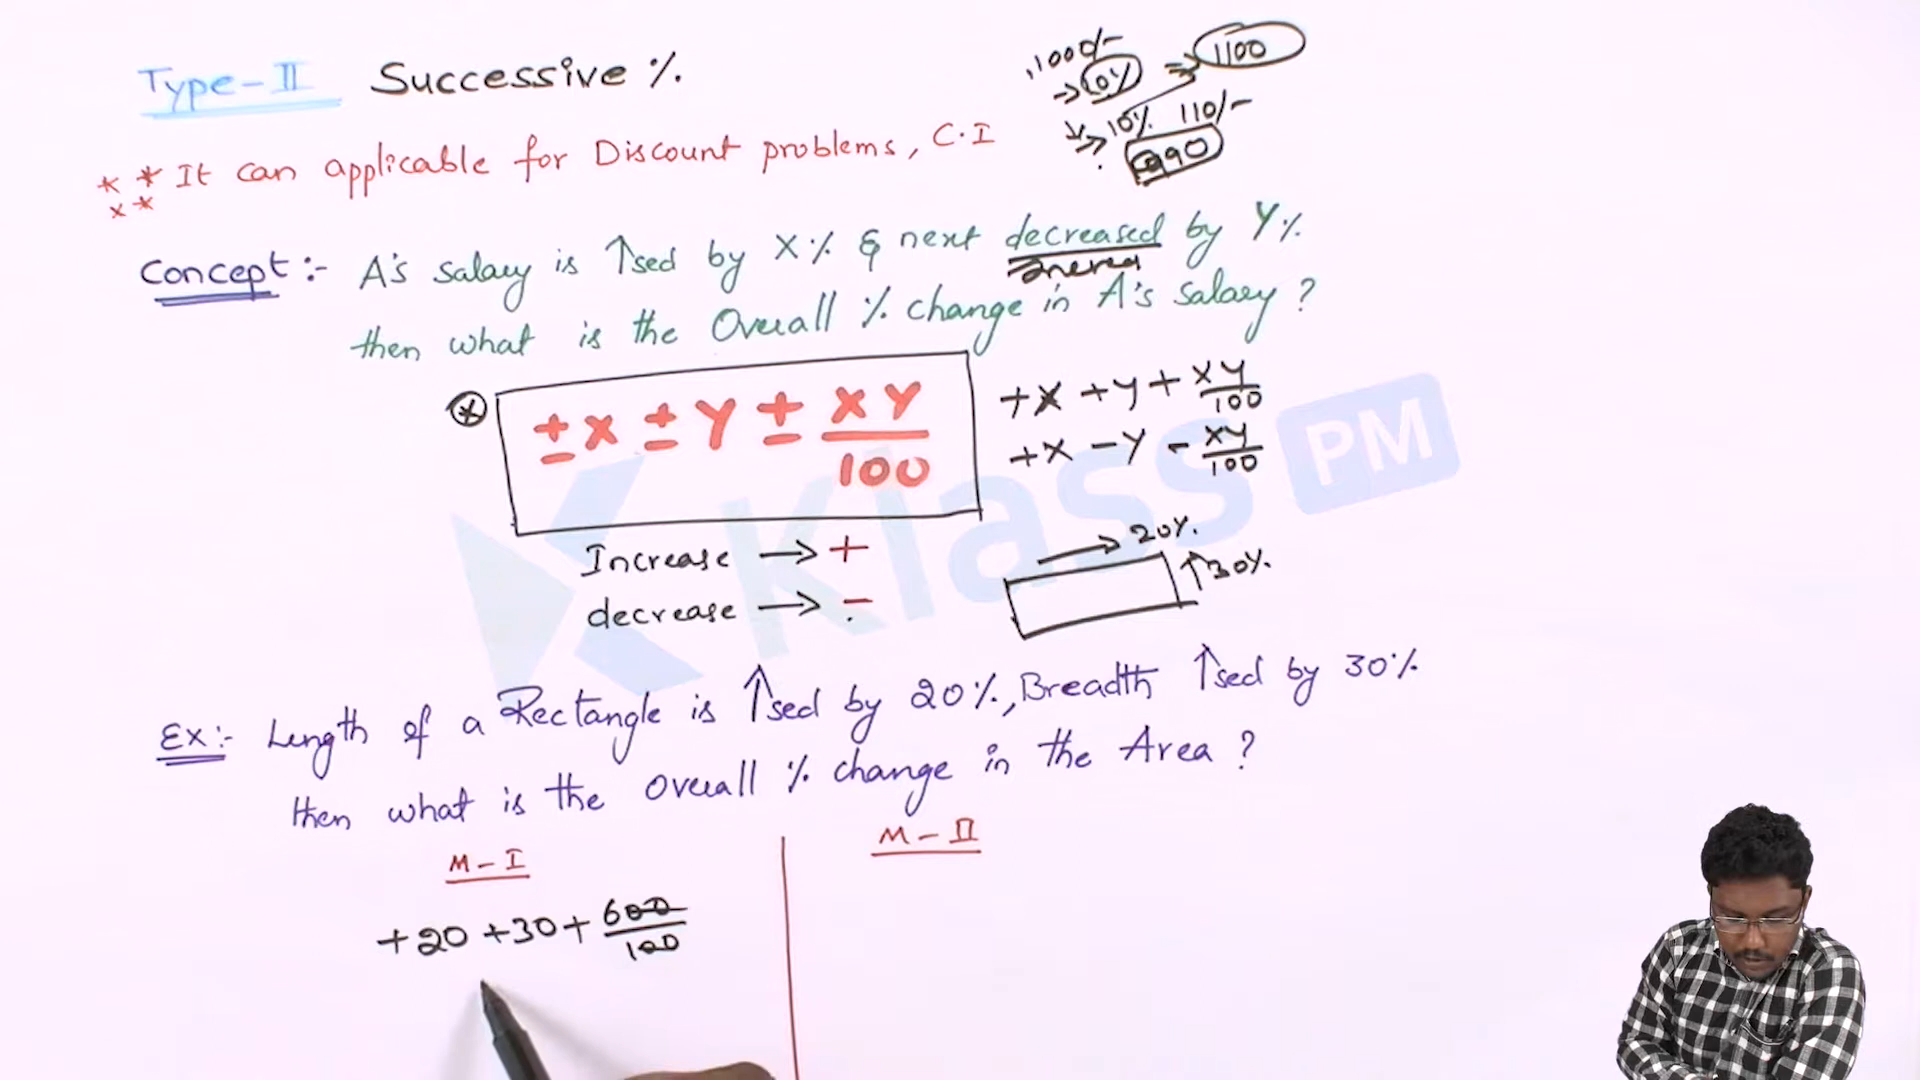 Type-II Successive %
1000/-
→ 10% ⇒ 1100
10% 110/-
990
** It can applicable for Discount problems, C.I
**
Concept:- A's salary is ↑sed by X% & next decreased by Y%
then what is the Overall % change in A's salary?
± X ± Y ± XY/100
+X +Y + XY/100
+X -Y - XY/100
Increase → +
decrease → -
→ 20%
↑30%
Klass PM
Ex:- Length of a Rectangle is ↑sed by 20%, Breadth ↑sed by 30%
then what is the overall % change in the Area?
M-I
M-II
+20 +30 + 600/100